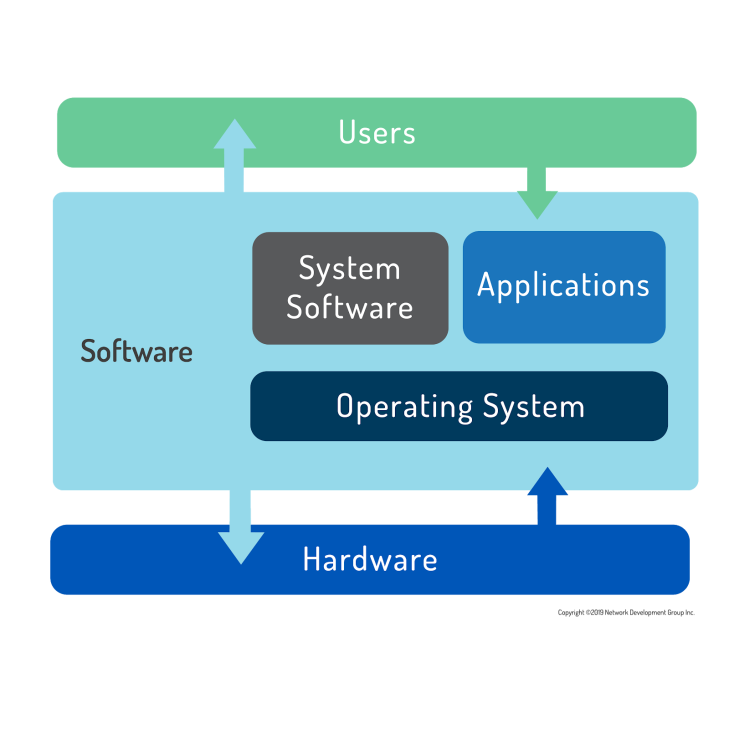 Users
System
Software
Applications
Software
Operating System
Hardware
Copyright ©2019 Network Development Group Inc.